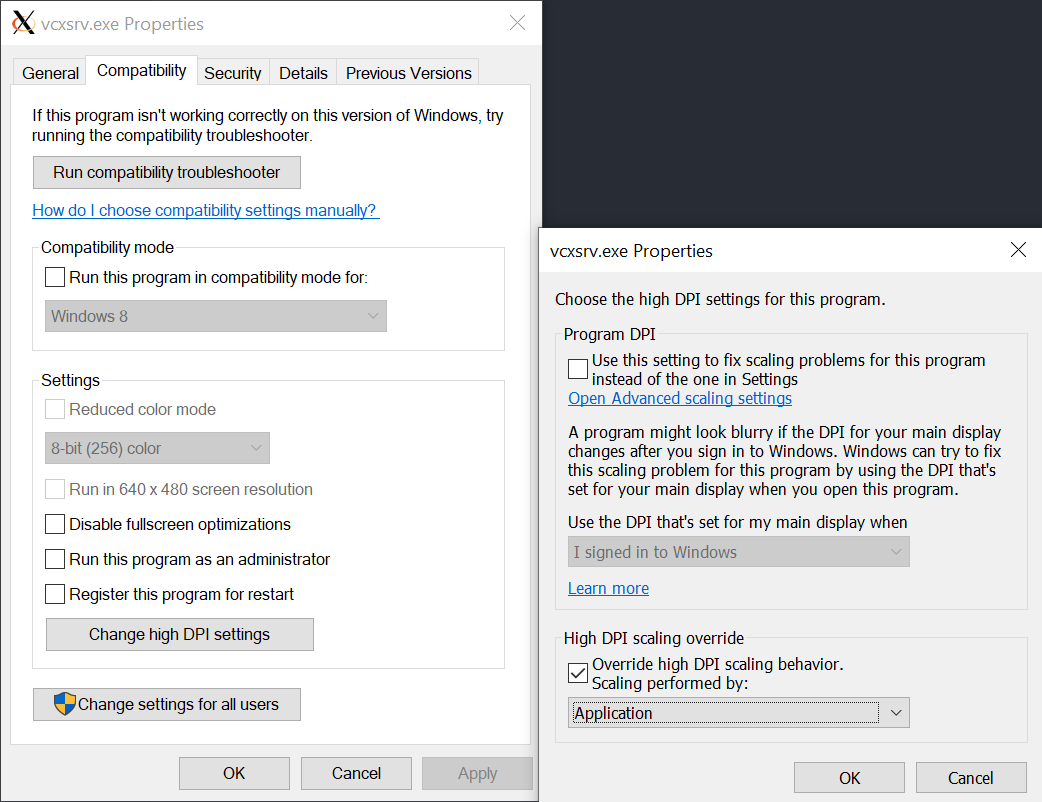 vcxsrv.exe Properties
General
Compatibility
Security
Details
Previous Versions
If this program isn't working correctly on this version of Windows, try
running the compatibility troubleshooter.
Run compatibility troubleshooter
How do I choose compatibility settings manually?
Compatibility mode
Run this program in compatibility mode for:
Windows 8
Settings
Reduced color mode
8-bit (256) color
Run in 640 x 480 screen resolution
Disable fullscreen optimizations
Run this program as an administrator
Register this program for restart
Change high DPI settings
Change settings for all users
OK
Cancel
Apply
vcxsrv.exe Properties
Choose the high DPI settings for this program.
Program DPI
Use this setting to fix scaling problems for this program
instead of the one in Settings
Open Advanced scaling settings
A program might look blurry if the DPI for your main display
changes after you sign in to Windows. Windows can try to fix
this scaling problem for this program by using the DPI that's
set for your main display when you open this program.
Use the DPI that's set for my main display when
I signed in to Windows
Learn more
High DPI scaling override
Override high DPI scaling behavior.
Scaling performed by:
Application
OK
Cancel